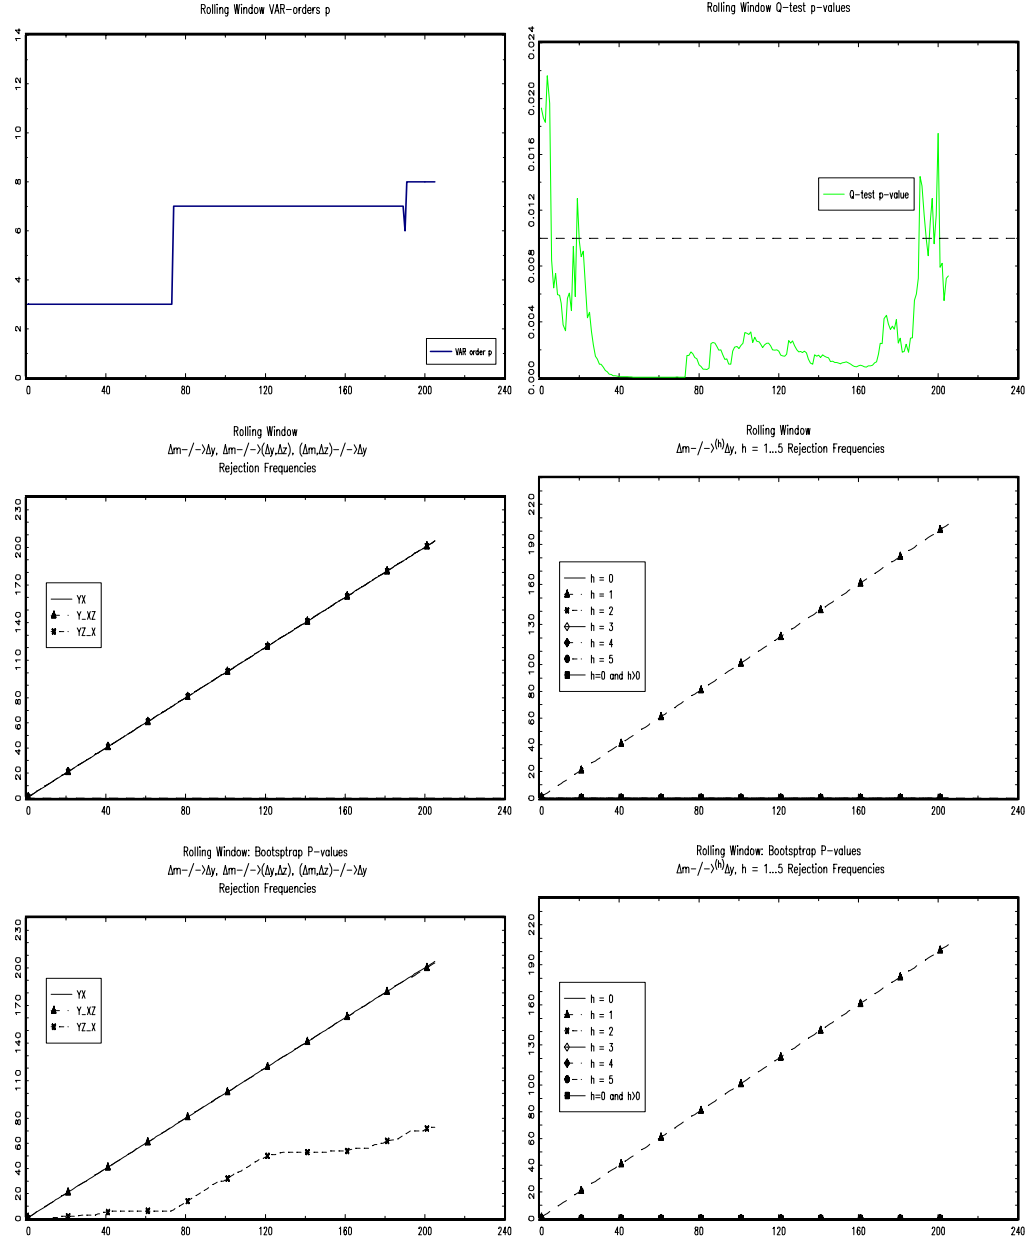 Rolling Window VAR-orders p
14
12
10
8
6
4
2
0
VAR order p
0 40 80 120 160 200 240
Rolling Window Q-test p-values
0.024
0.020
0.016
0.012
0.008
0.004
0.00
Q-test p-value
0 40 80 120 160 200 240
Rolling Window
Δm-/->Δy, Δm-/->(Δy,Δz), (Δm,Δz)-/->Δy
Rejection Frequencies
230
200
170
140
110
80
60
40
20
0
YX
Y_XZ
YZ_X
0 40 80 120 160 200 240
Rolling Window
Δm-/->(h)Δy, h = 1...5 Rejection Frequencies
220
190
160
130
100
80
60
40
20
0
h = 0
h = 1
h = 2
h = 3
h = 4
h = 5
h=0 and h>0
0 40 80 120 160 200 240
Rolling Window: Bootsptrap P-values
Δm-/->Δy, Δm-/->(Δy,Δz), (Δm,Δz)-/->Δy
Rejection Frequencies
230
200
170
140
110
80
60
40
20
0
YX
Y_XZ
YZ_X
0 40 80 120 160 200 240
Rolling Window: Bootsptrap P-values
Δm-/->(h)Δy, h = 1...5 Rejection Frequencies
220
190
160
130
100
80
60
40
20
0
h = 0
h = 1
h = 2
h = 3
h = 4
h = 5
h=0 and h>0
0 40 80 120 160 200 240